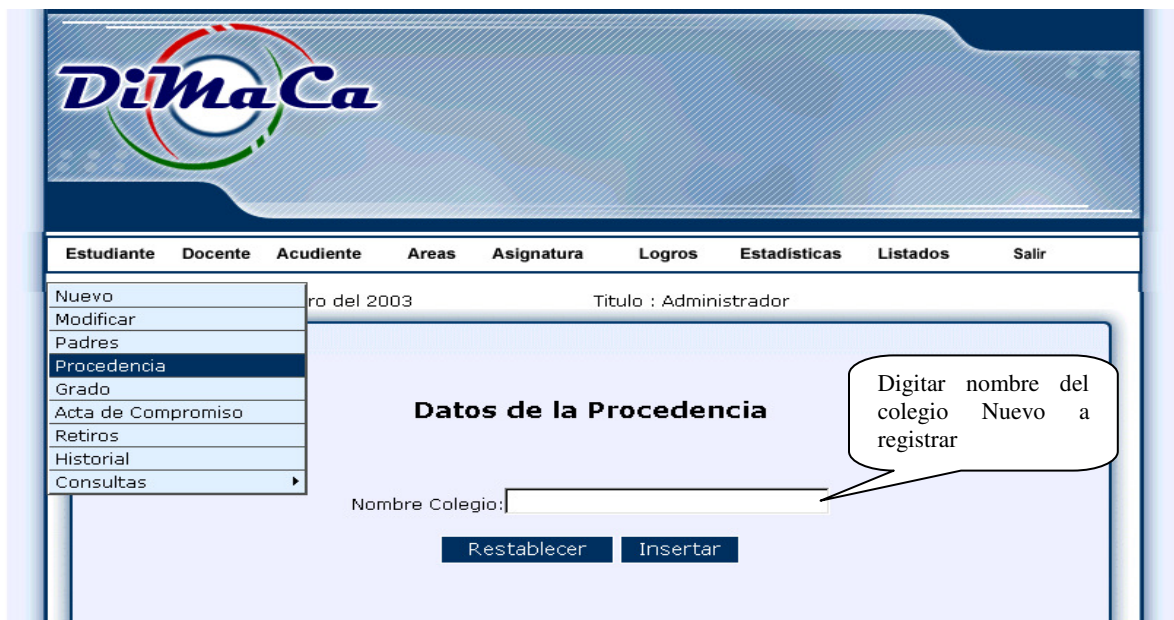 DiMaCa
Estudiante Docente Acudiente Areas Asignatura Logros Estadísticas Listados Salir
ro del 2003 Titulo : Administrador
Nuevo
Modificar
Padres
Procedencia
Grado
Acta de Compromiso
Retiros
Historial
Consultas
Datos de la Procedencia
Digitar nombre del
colegio Nuevo a
registrar
Nombre Colegio:
Restablecer Insertar